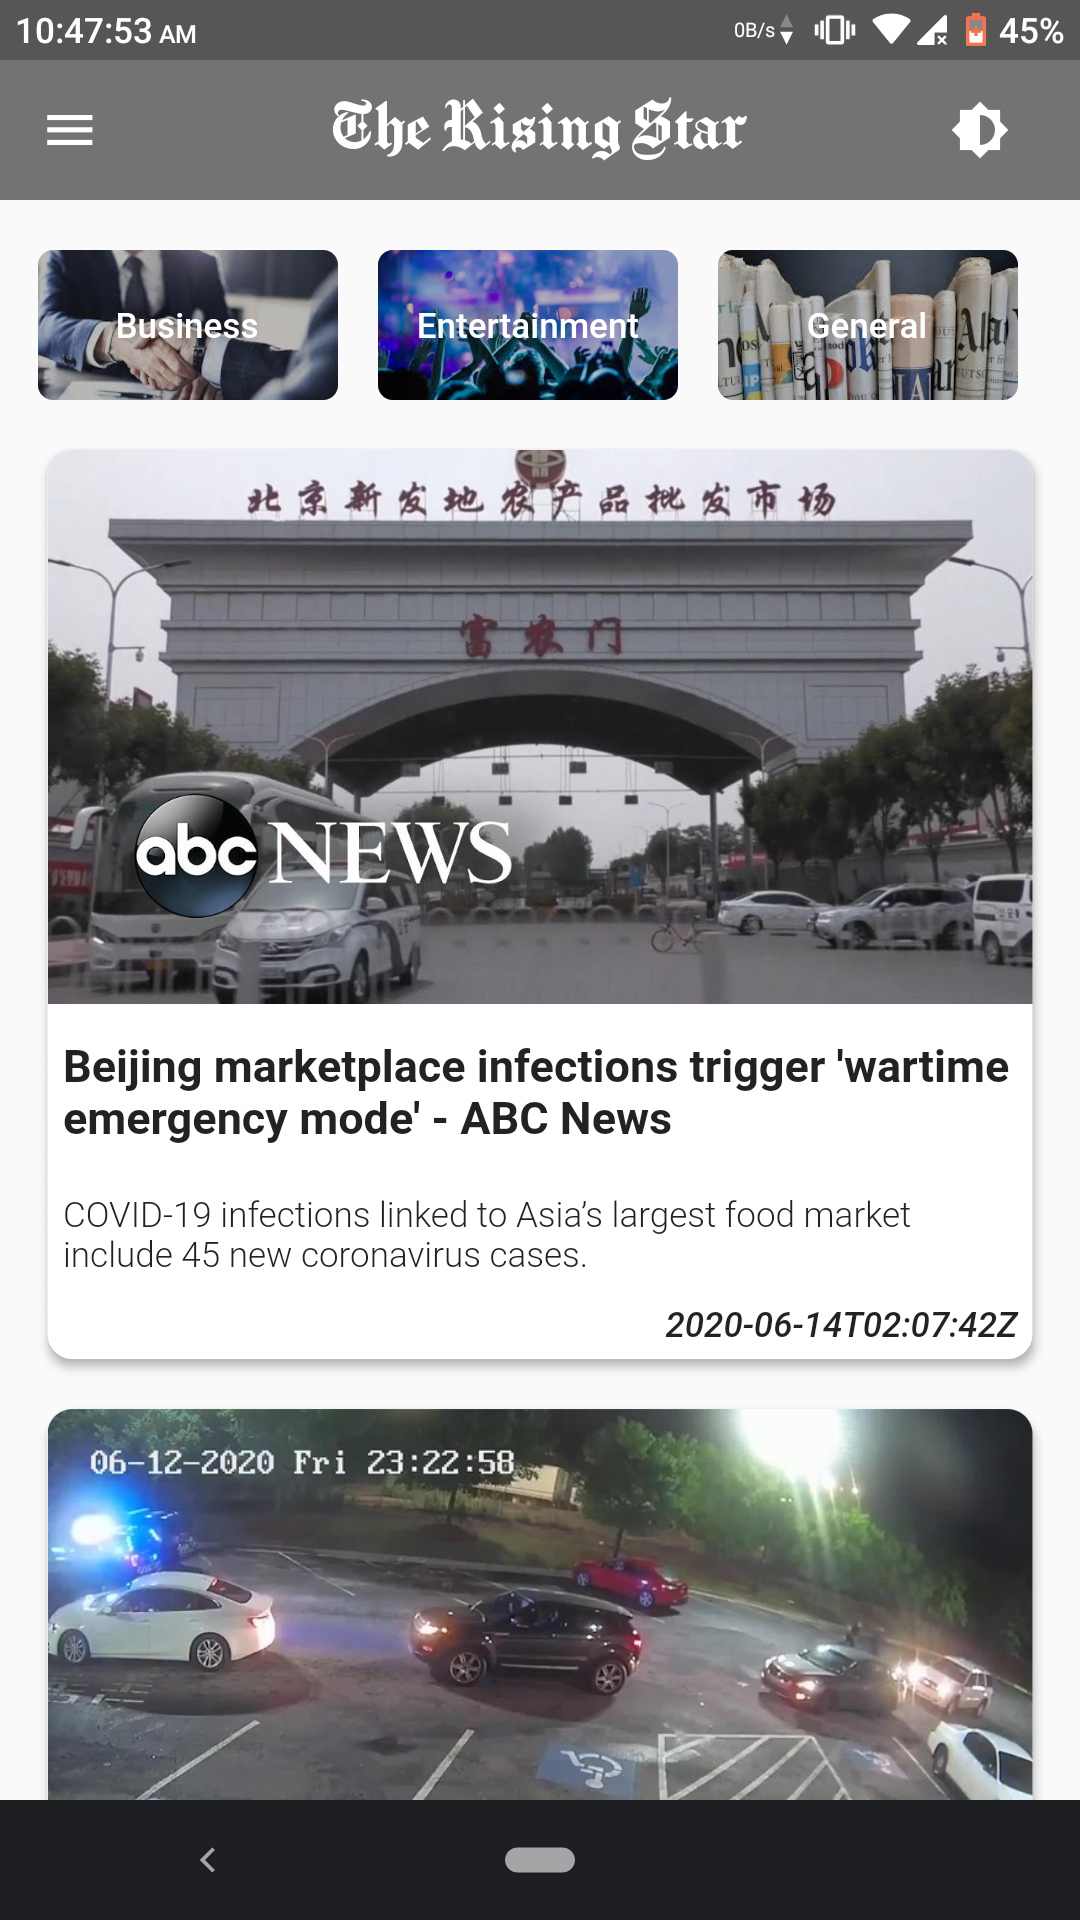 10:47:53 AM
0B/s
45%
The Rising Star
Business
Entertainment
General
北京新发地农产品批发市场
富农门
abc NEWS
Beijing marketplace infections trigger 'wartime
emergency mode' - ABC News
COVID-19 infections linked to Asia’s largest food market
include 45 new coronavirus cases.
2020-06-14T02:07:42Z
06-12-2020 Fri 23:22:58